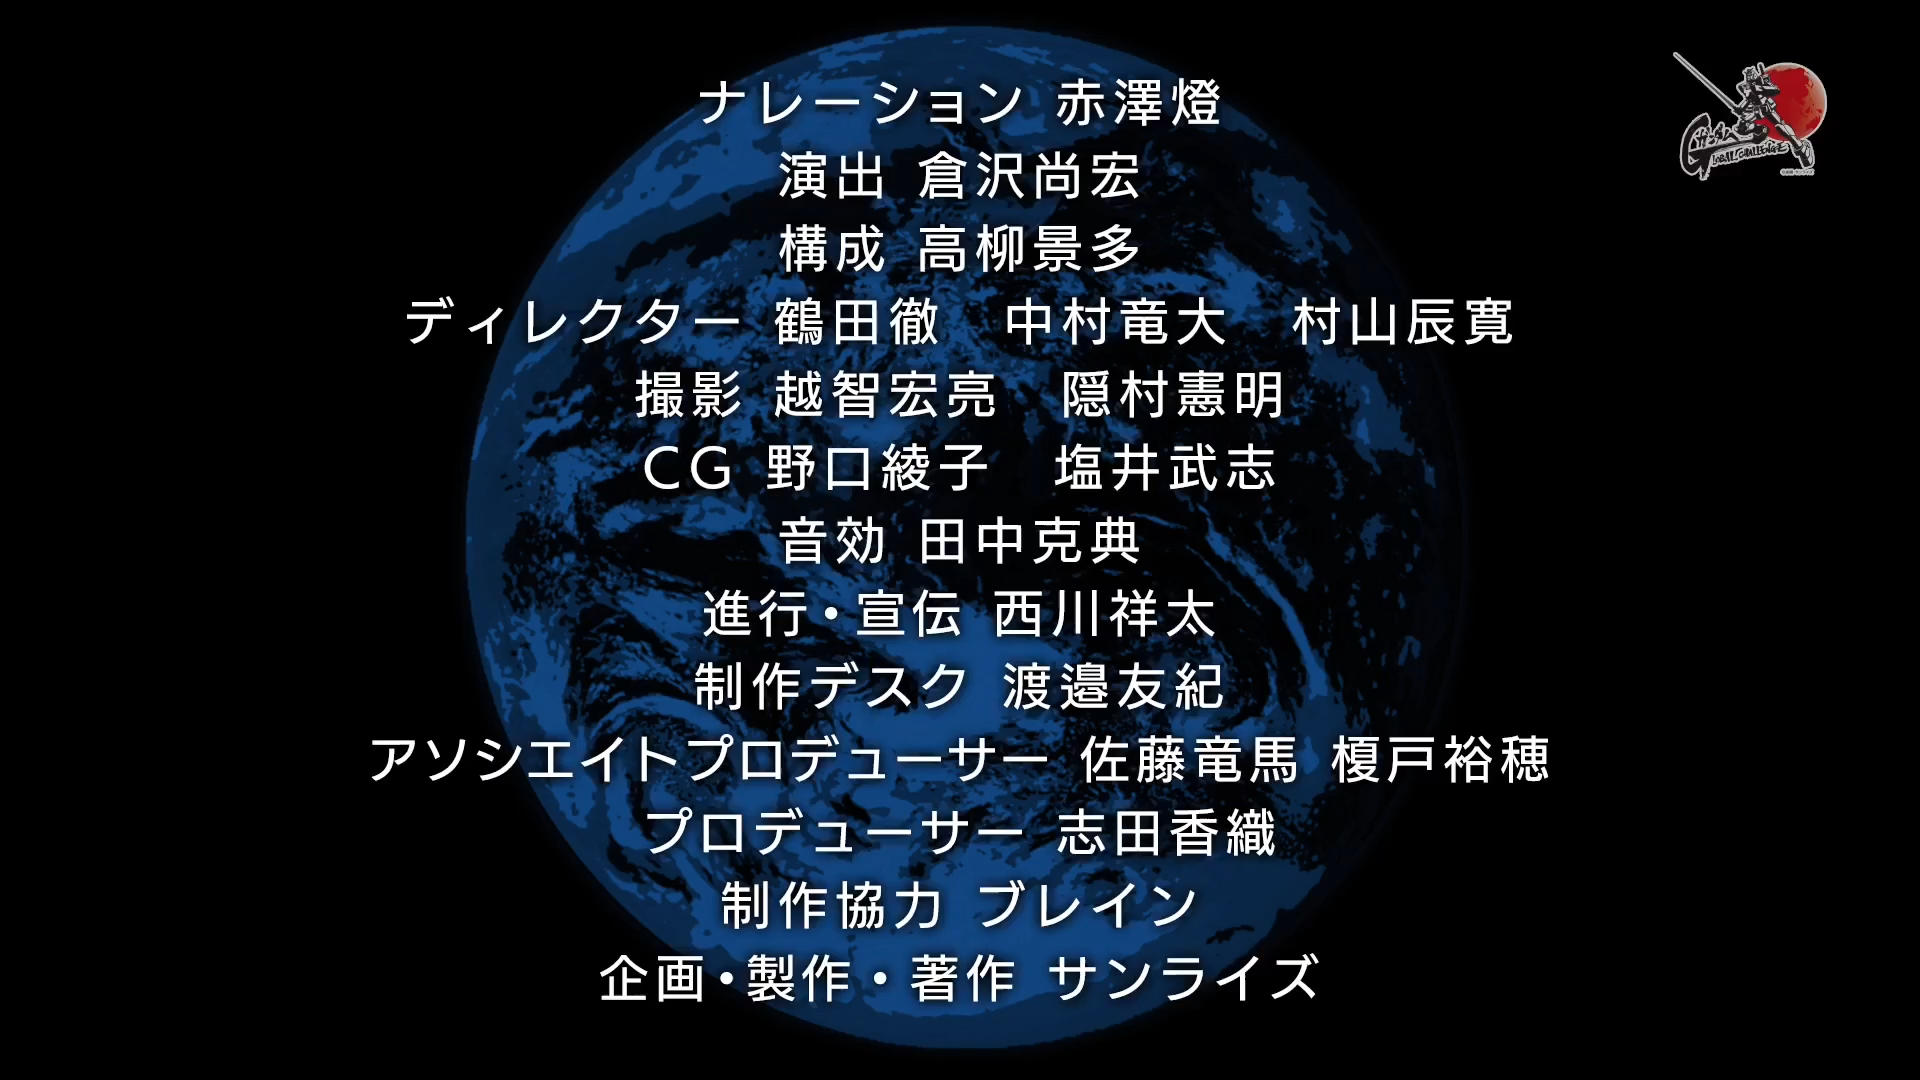 ナレーション 赤澤燈
演出 倉沢尚宏
構成 高柳景多
ディレクター 鶴田徹　中村竜大　村山辰寛
撮影 越智宏亮　隠村憲明
CG 野口綾子　塩井武志
音効 田中克典
進行・宣伝 西川祥太
制作デスク 渡邉友紀
アソシエイトプロデューサー 佐藤竜馬 榎戸裕穂
プロデューサー 志田香織
制作協力 ブレイン
企画・製作・著作 サンライズ
GLOBAL CHALLENGE